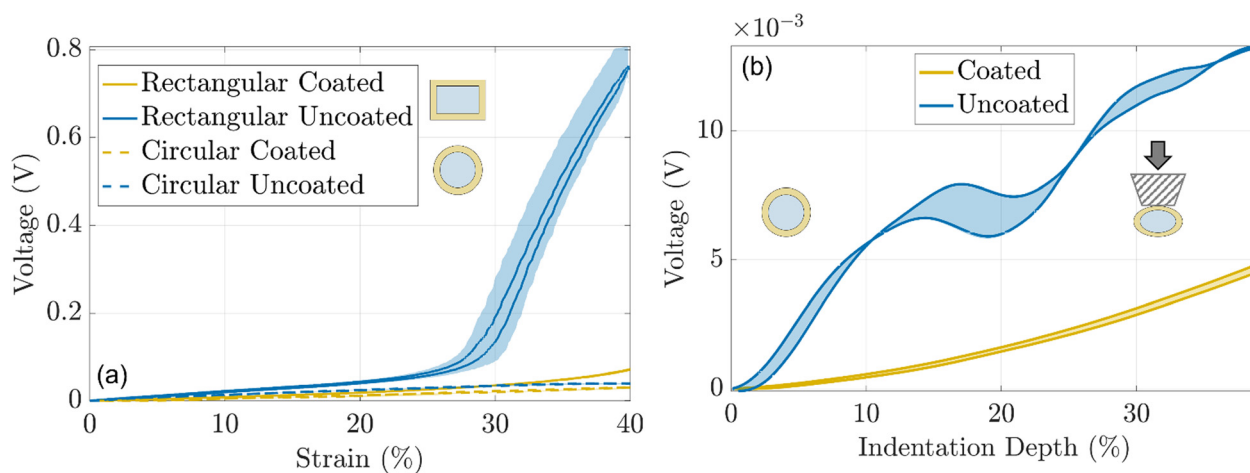 (a)
Voltage (V)
0.8
0.6
0.4
0.2
0
Rectangular Coated
Rectangular Uncoated
Circular Coated
Circular Uncoated
0 10 20 30 40
Strain (%)
×10⁻³
(b)
Voltage (V)
10
5
0
Coated
Uncoated
0 10 20 30
Indentation Depth (%)